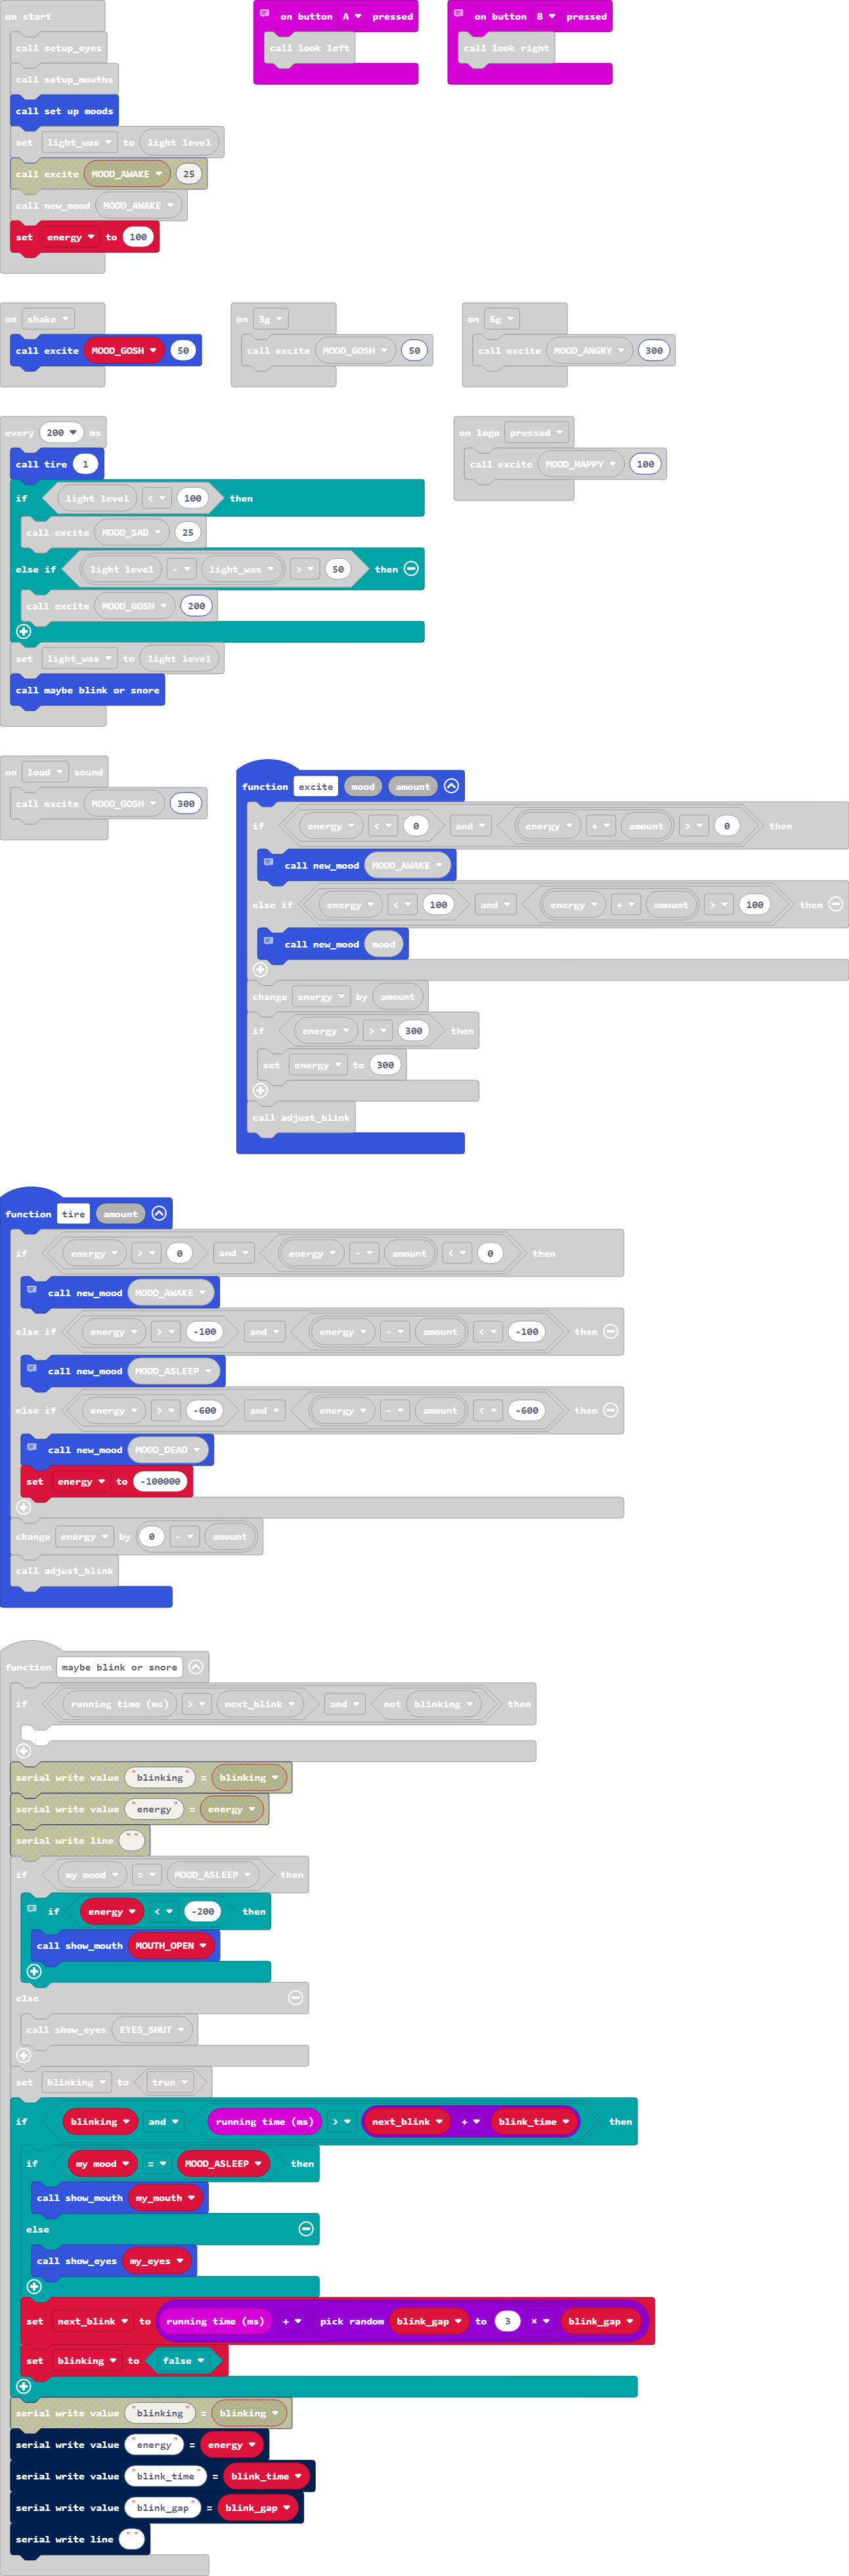 on start
call setup_eyes
call setup_mouths
call set up moods
set light_was to light level
call excite MOOD_AWAKE 25
call new_mood MOOD_AWAKE
set energy to 100
on button A pressed
call look left
on button B pressed
call look right
on shake
call excite MOOD_GOSH 50
on 3g
call excite MOOD_GOSH 50
on 6g
call excite MOOD_ANGRY 300
every 200 ms
call tire 1
if light level < 100 then
call excite MOOD_SAD 25
else if light level - light_was > 50 then
call excite MOOD_GOSH 200
set light_was to light level
call maybe blink or snore
on logo pressed
call excite MOOD_HAPPY 100
on loud sound
call excite MOOD_GOSH 300
function excite mood amount
if energy < 0 and energy + amount > 0 then
call new_mood MOOD_AWAKE
else if energy < 100 and energy + amount > 100 then
call new_mood mood
change energy by amount
if energy > 300 then
set energy to 300
call adjust_blink
function tire amount
if energy > 0 and energy - amount < 0 then
call new_mood MOOD_AWAKE
else if energy > -100 and energy - amount < -100 then
call new_mood MOOD_ASLEEP
else if energy > -600 and energy - amount < -600 then
call new_mood MOOD_DEAD
set energy to -100000
change energy by 0 - amount
call adjust_blink
function maybe blink or snore
if running time (ms) > next_blink and not blinking then
serial write value "blinking" = blinking
serial write value "energy" = energy
serial write line " "
if my mood = MOOD_ASLEEP then
if energy < -200 then
call show_mouth MOUTH_OPEN
else
call show_eyes EYES_SHUT
set blinking to true
if blinking and running time (ms) > next_blink + blink_time then
if my mood = MOOD_ASLEEP then
call show_mouth my_mouth
else
call show_eyes my_eyes
set next_blink to running time (ms) + pick random blink_gap to 3 × blink_gap
set blinking to false
serial write value "blinking" = blinking
serial write value "energy" = energy
serial write value "blink_time" = blink_time
serial write value "blink_gap" = blink_gap
serial write line " "